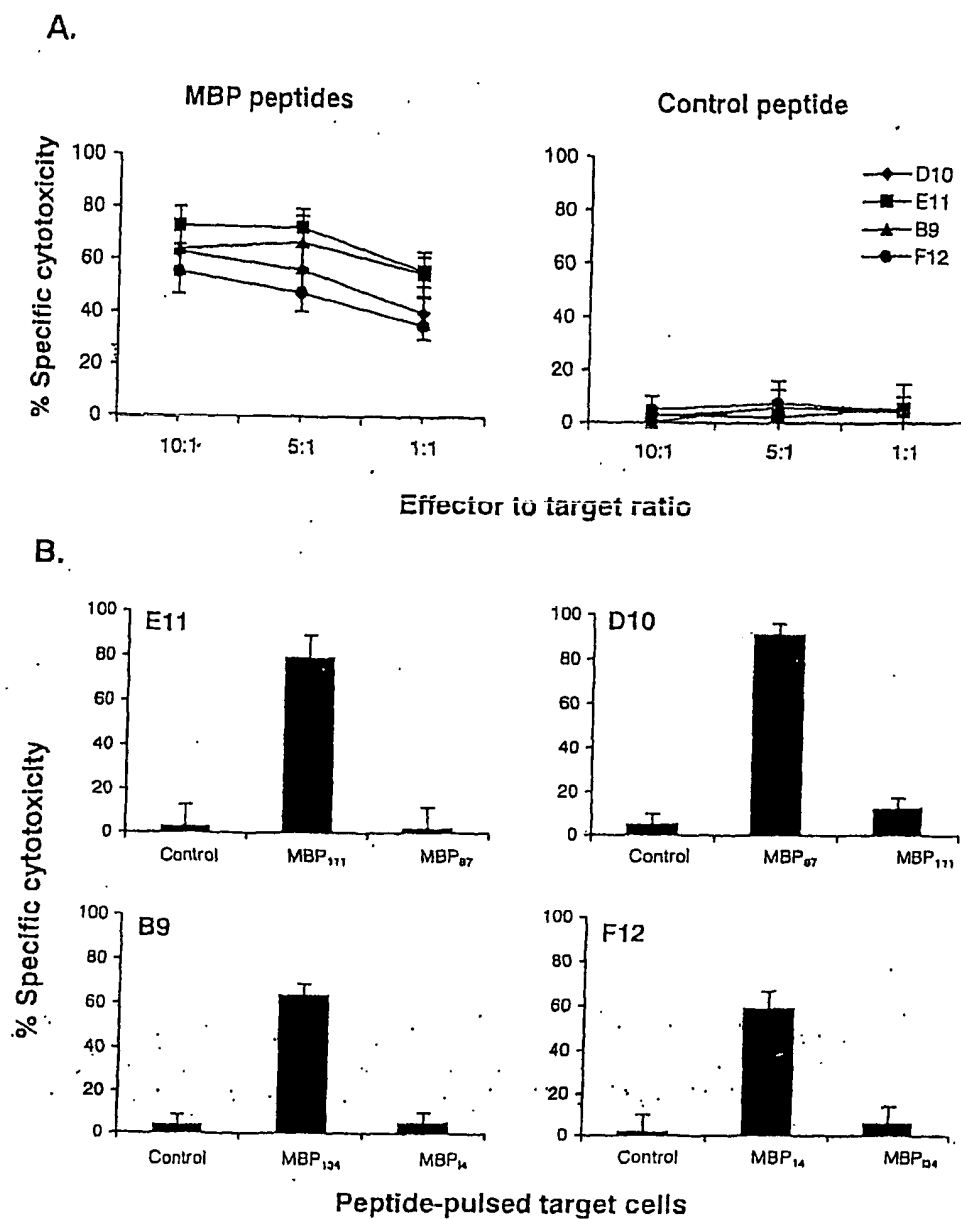 A.
MBP peptides
Control peptide
% Specific cytotoxicity
100
80
60
40
20
0
10:1
5:1
1:1
100
80
60
40
20
0
10:1
5:1
1:1
D10
E11
B9
F12
Effector to target ratio
B.
% Specific cytotoxicity
E11
100
80
60
40
20
0
Control
MBP111
MBP87
D10
100
80
60
40
20
0
Control
MBP87
MBP111
B9
100
80
60
40
20
0
Control
MBP134
MBP14
F12
100
80
60
40
20
0
Control
MBP14
MBP134
Peptide-pulsed target cells